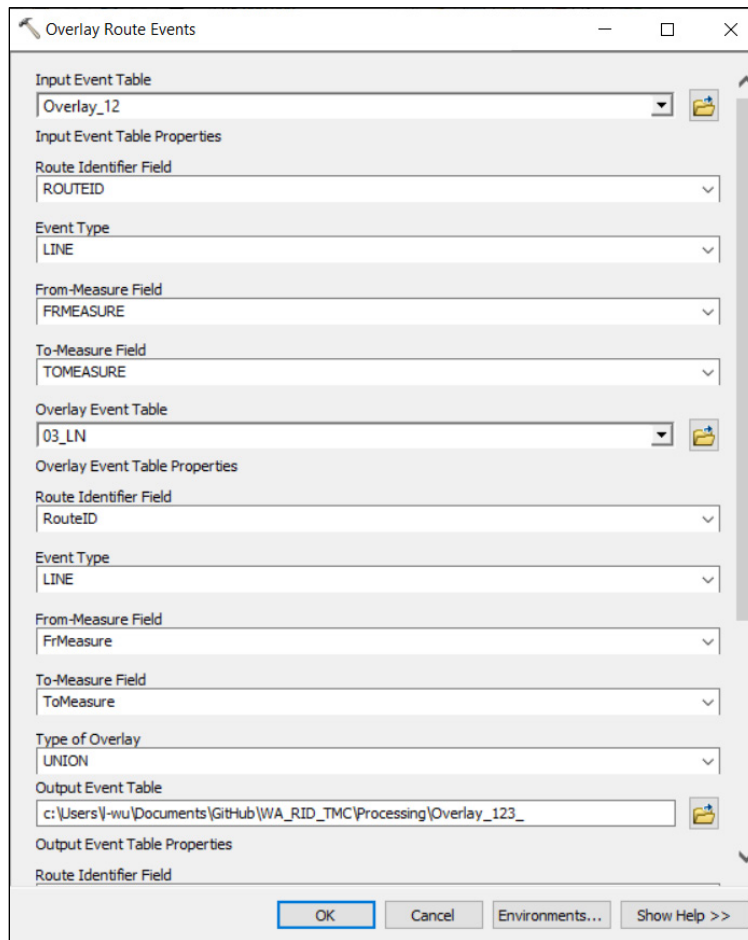 Overlay Route Events
Input Event Table
Overlay_12
Input Event Table Properties
Route Identifier Field
ROUTEID
Event Type
LINE
From-Measure Field
FRMEASURE
To-Measure Field
TOMEASURE
Overlay Event Table
03_LN
Overlay Event Table Properties
Route Identifier Field
RouteID
Event Type
LINE
From-Measure Field
FrMeasure
To-Measure Field
ToMeasure
Type of Overlay
UNION
Output Event Table
c:\Users\l-wu\Documents\GitHub\WA_RID_TMC\Processing\Overlay_123_
Output Event Table Properties
Route Identifier Field
OK Cancel Environments... Show Help >>